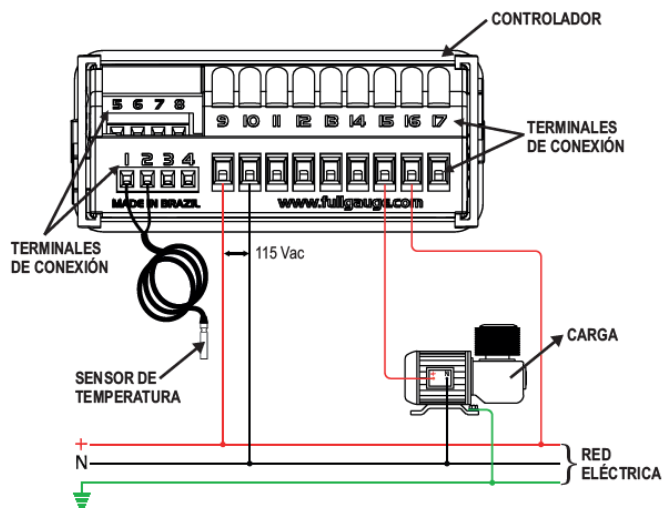 CONTROLADOR
5 6 7 8
9 10 11 12 13 14 15 16 17
TERMINALES
DE CONEXIÓN
1 2 3 4
MADE IN BRAZIL
www.fullgauge.com
TERMINALES
DE CONEXIÓN
115 Vac
CARGA
+ N
SENSOR DE
TEMPERATURA
+
N
RED
ELÉCTRICA